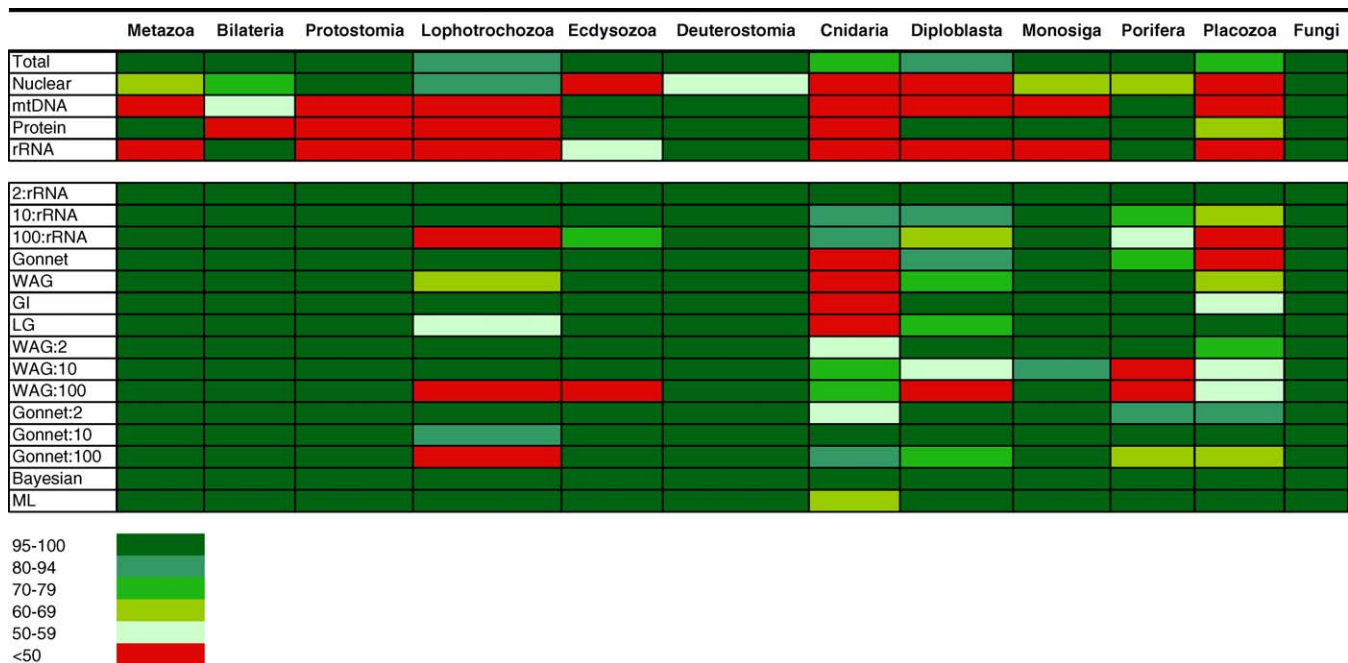 Metazoa Bilateria Protostomia Lophotrochozoa Ecdysozoa Deuterostomia Cnidaria Diploblasta Monosiga Porifera Placozoa Fungi
Total
Nuclear
mtDNA
Protein
rRNA
2:rRNA
10:rRNA
100:rRNA
Gonnet
WAG
GI
LG
WAG:2
WAG:10
WAG:100
Gonnet:2
Gonnet:10
Gonnet:100
Bayesian
ML
95-100
80-94
70-79
60-69
50-59
<50